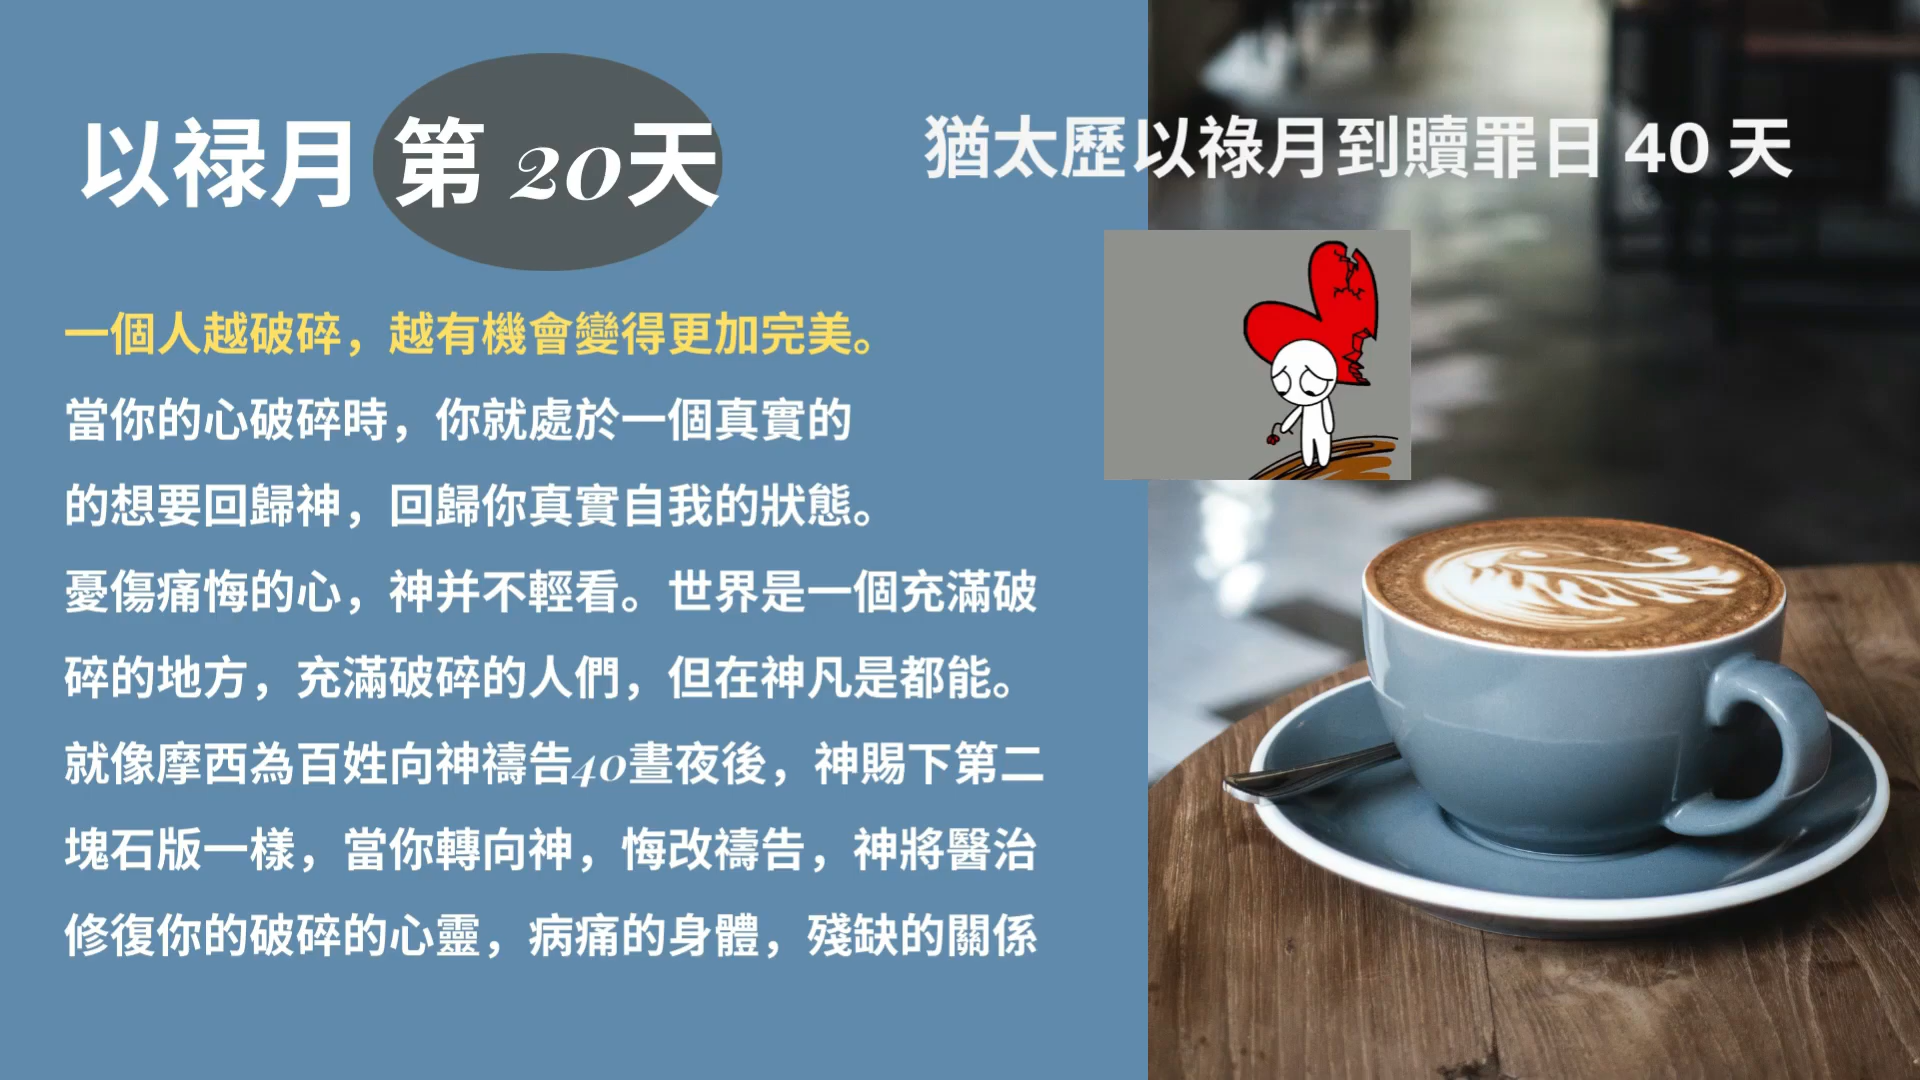 以禄月 第 20天
猶太歷以祿月到贖罪日 40 天
一個人越破碎，越有機會變得更加完美。
當你的心破碎時，你就處於一個真實的
的想要回歸神，回歸你真實自我的狀態。
憂傷痛悔的心，神并不輕看。世界是一個充滿破
碎的地方，充滿破碎的人們，但在神凡是都能。
就像摩西為百姓向神禱告40晝夜後，神賜下第二
塊石版一樣，當你轉向神，悔改禱告，神將醫治
修復你的破碎的心靈，病痛的身體，殘缺的關係